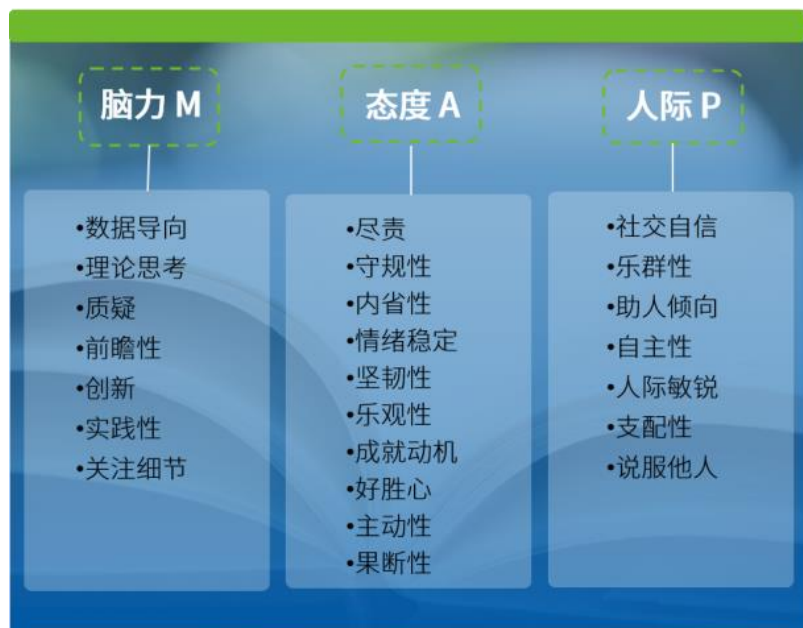 脑力 M
•数据导向
•理论思考
•质疑
•前瞻性
•创新
•实践性
•关注细节
态度 A
•尽责
•守规性
•内省性
•情绪稳定
•坚韧性
•乐观性
•成就动机
•好胜心
•主动性
•果断性
人际 P
•社交自信
•乐群性
•助人倾向
•自主性
•人际敏锐
•支配性
•说服他人